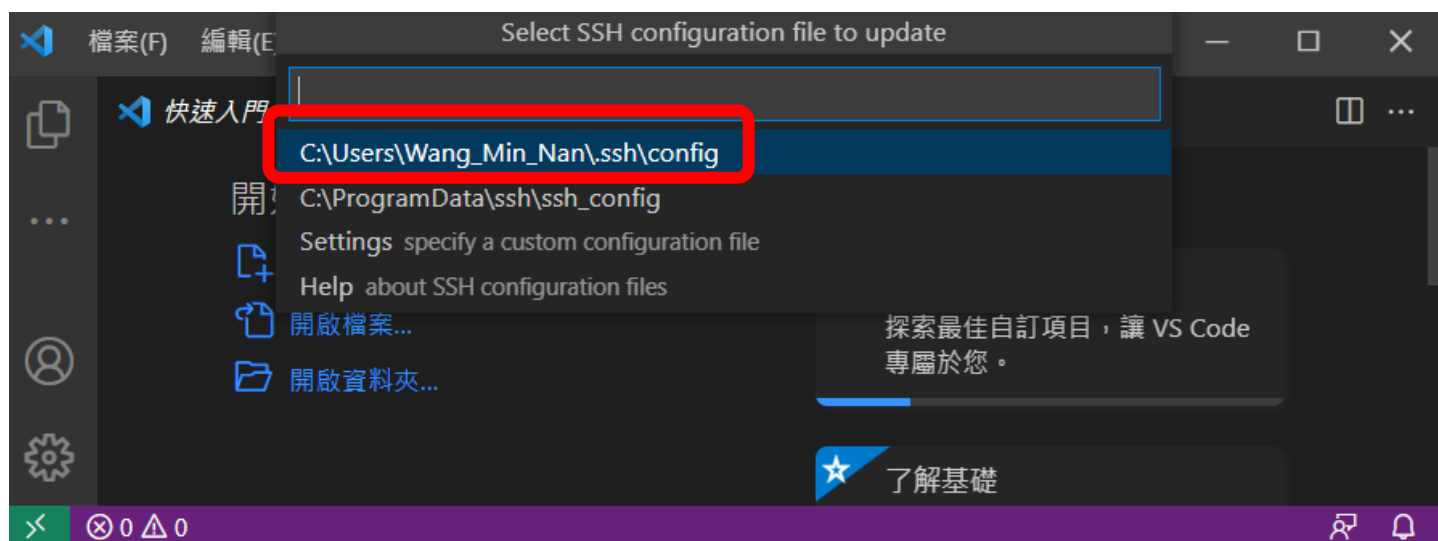 檔案(F) 編輯(E
Select SSH configuration file to update
快速入門
C:\Users\Wang_Min_Nan\.ssh\config
C:\ProgramData\ssh\ssh_config
Settings specify a custom configuration file
Help about SSH configuration files
開啟檔案...
開啟資料夾...
探索最佳自訂項目，讓 VS Code
專屬於您。
了解基礎
0 0